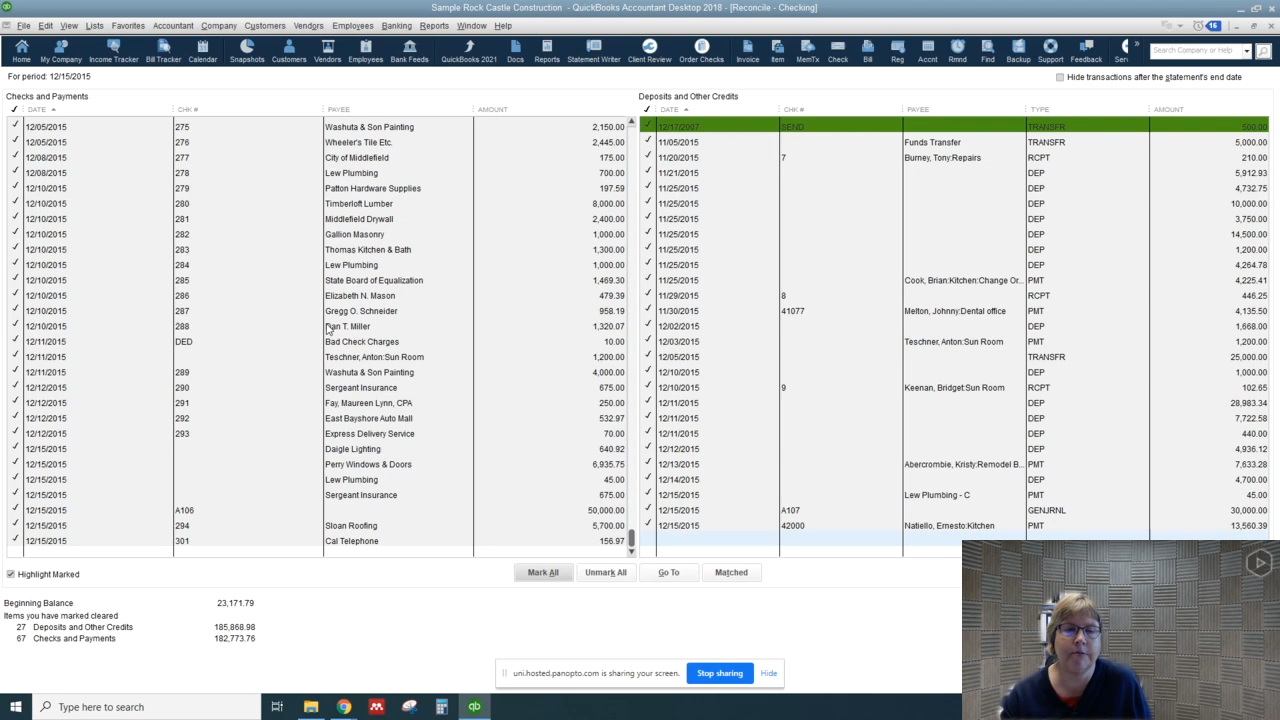 Sample Rock Castle Construction - QuickBooks Accountant Desktop 2018 - [Reconcile - Checking]
File Edit View Lists Favorites Accountant Company Customers Vendors Employees Banking Reports Window Help 16
Home My Company Income Tracker Bill Tracker Calendar Snapshots Customers Vendors Employees Bank Feeds QuickBooks 2021 Docs Reports Statement Writer Client Review Order Checks Invoice Item MemTx Check Bill Reg Accnt Rmnd Find Backup Support Feedback Serv Search Company or Help
For period: 12/15/2015
Hide transactions after the statement's end date
Checks and Payments
DATE CHK # PAYEE AMOUNT
12/05/2015 275 Washuta & Son Painting 2,150.00
12/05/2015 276 Wheeler's Tile Etc. 2,445.00
12/08/2015 277 City of Middlefield 175.00
12/08/2015 278 Lew Plumbing 700.00
12/10/2015 279 Patton Hardware Supplies 197.59
12/10/2015 280 Timberloft Lumber 8,000.00
12/10/2015 281 Middlefield Drywall 2,400.00
12/10/2015 282 Gallion Masonry 1,000.00
12/10/2015 283 Thomas Kitchen & Bath 1,300.00
12/10/2015 284 Lew Plumbing 1,000.00
12/10/2015 285 State Board of Equalization 1,469.30
12/10/2015 286 Elizabeth N. Mason 479.39
12/10/2015 287 Gregg O. Schneider 958.19
12/10/2015 288 Dan T. Miller 1,320.07
12/11/2015 DED Bad Check Charges 10.00
12/11/2015 Teschner, Anton:Sun Room 1,200.00
12/11/2015 289 Washuta & Son Painting 4,000.00
12/12/2015 290 Sergeant Insurance 675.00
12/12/2015 291 Fay, Maureen Lynn, CPA 250.00
12/12/2015 292 East Bayshore Auto Mall 532.97
12/12/2015 293 Express Delivery Service 70.00
12/15/2015 Daigle Lighting 640.92
12/15/2015 Perry Windows & Doors 6,935.75
12/15/2015 Lew Plumbing 45.00
12/15/2015 Sergeant Insurance 675.00
12/15/2015 A106 50,000.00
12/15/2015 294 Sloan Roofing 5,700.00
12/15/2015 301 Cal Telephone 156.97
Deposits and Other Credits
DATE CHK # PAYEE TYPE AMOUNT
12/17/2007 SEND TRANSFR 500.00
11/05/2015 Funds Transfer TRANSFR 5,000.00
11/20/2015 7 Burney, Tony:Repairs RCPT 210.00
11/21/2015 DEP 5,912.93
11/25/2015 DEP 4,732.75
11/25/2015 DEP 10,000.00
11/25/2015 DEP 3,750.00
11/25/2015 DEP 14,500.00
11/25/2015 DEP 1,200.00
11/25/2015 DEP 4,264.78
11/25/2015 Cook, Brian:Kitchen:Change Or... PMT 4,225.41
11/29/2015 8 RCPT 446.25
11/30/2015 41077 Melton, Johnny:Dental office PMT 4,135.50
12/02/2015 DEP 1,668.00
12/03/2015 Teschner, Anton:Sun Room PMT 1,200.00
12/05/2015 TRANSFR 25,000.00
12/10/2015 DEP 1,000.00
12/10/2015 9 Keenan, Bridget:Sun Room RCPT 102.65
12/11/2015 DEP 28,983.34
12/11/2015 DEP 7,722.58
12/11/2015 DEP 440.00
12/12/2015 DEP 4,936.12
12/13/2015 Abercrombie, Kristy:Remodel B... PMT 7,633.28
12/14/2015 DEP 4,700.00
12/15/2015 Lew Plumbing - C PMT 45.00
12/15/2015 A107 GENJRNL 30,000.00
12/15/2015 42000 Natiello, Ernesto:Kitchen PMT 13,560.39
Highlight Marked
Mark All Unmark All Go To Matched
Beginning Balance 23,171.79
Items you have marked cleared
27 Deposits and Other Credits 185,868.98
67 Checks and Payments 182,773.76
uni.hosted.panopto.com is sharing your screen. Stop sharing Hide
Type here to search
qb